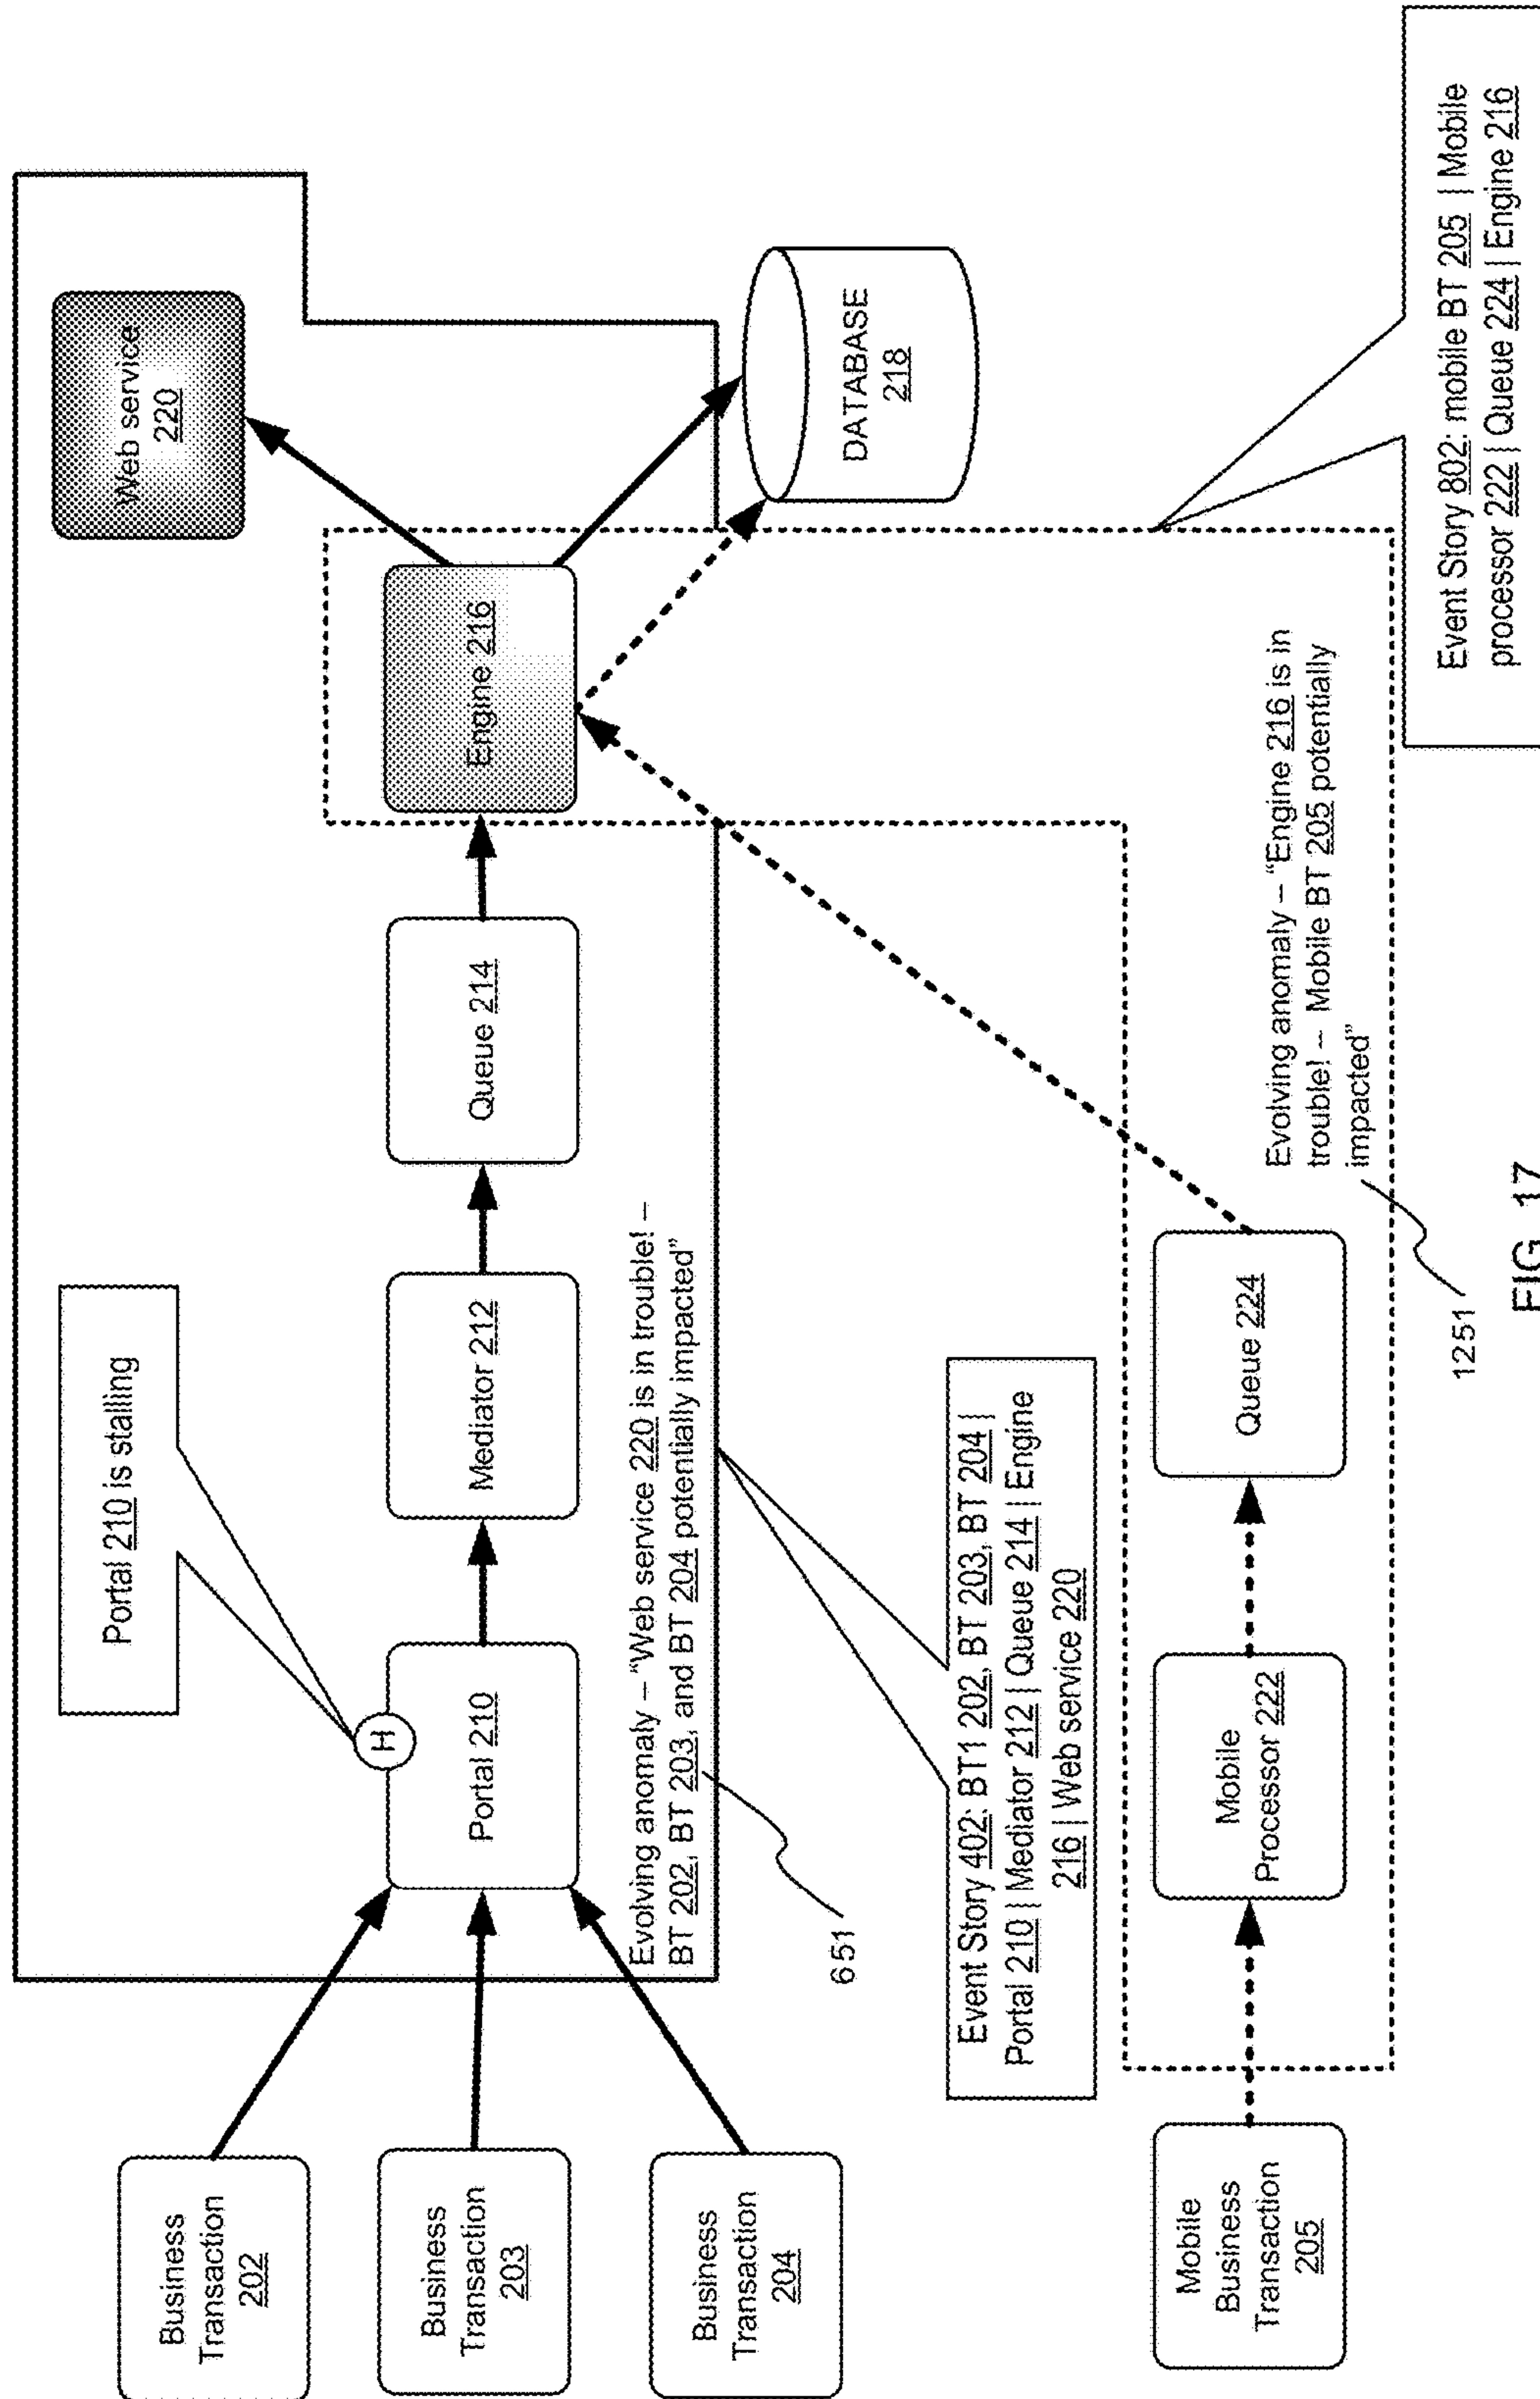 Portal 210 is stalling
Web service
220
H
Business
Transaction
202
Business
Transaction
203
Business
Transaction
204
Portal 210
Mediator 212
Queue 214
Engine 216
DATABASE
218
Evolving anomaly – "Web service 220 is in trouble! –
BT 202, BT 203, and BT 204 potentially impacted"
651
Event Story 402: BT1 202, BT 203, BT 204 |
Portal 210 | Mediator 212 | Queue 214 | Engine
216 | Web service 220
Mobile
Business
Transaction
205
Mobile
Processor 222
Queue 224
Evolving anomaly – "Engine 216 is in
trouble! – Mobile BT 205 potentially
impacted"
1251
Event Story 802: mobile BT 205 | Mobile
processor 222 | Queue 224 | Engine 216
FIG. 17